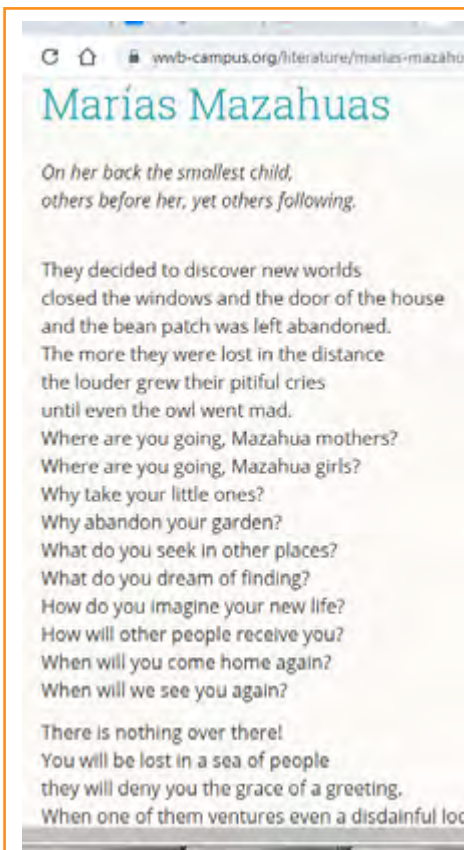 wwb-campus.org/literature/marias-mazahu
Marías Mazahuas
On her back the smallest child,
others before her, yet others following.
They decided to discover new worlds
closed the windows and the door of the house
and the bean patch was left abandoned.
The more they were lost in the distance
the louder grew their pitiful cries
until even the owl went mad.
Where are you going, Mazahua mothers?
Where are you going, Mazahua girls?
Why take your little ones?
Why abandon your garden?
What do you seek in other places?
What do you dream of finding?
How do you imagine your new life?
How will other people receive you?
When will you come home again?
When will we see you again?
There is nothing over there!
You will be lost in a sea of people
they will deny you the grace of a greeting.
When one of them ventures even a disdainful